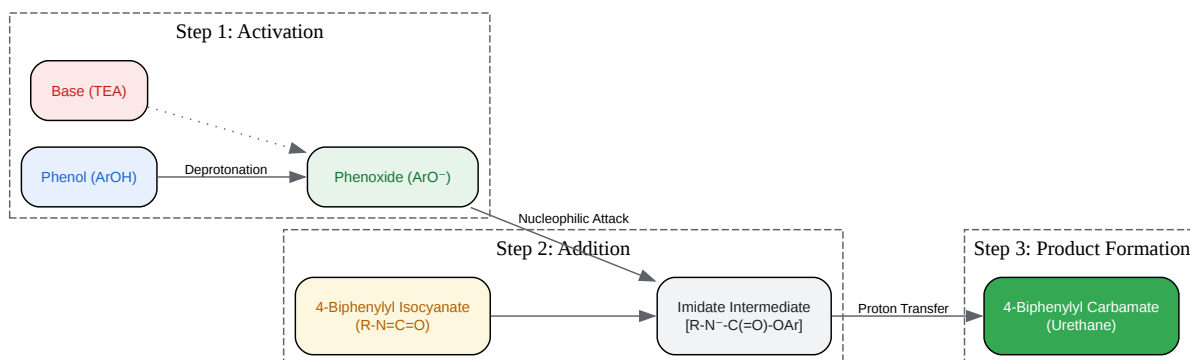 Step 1: Activation
Base (TEA)
Phenol (ArOH)
Deprotonation
Phenoxide (ArO⁻)
Nucleophilic Attack
Step 2: Addition
4-Biphenylyl Isocyanate
(R-N=C=O)
Imidate Intermediate
[R-N⁻-C(=O)-OAr]
Proton Transfer
Step 3: Product Formation
4-Biphenylyl Carbamate
(Urethane)